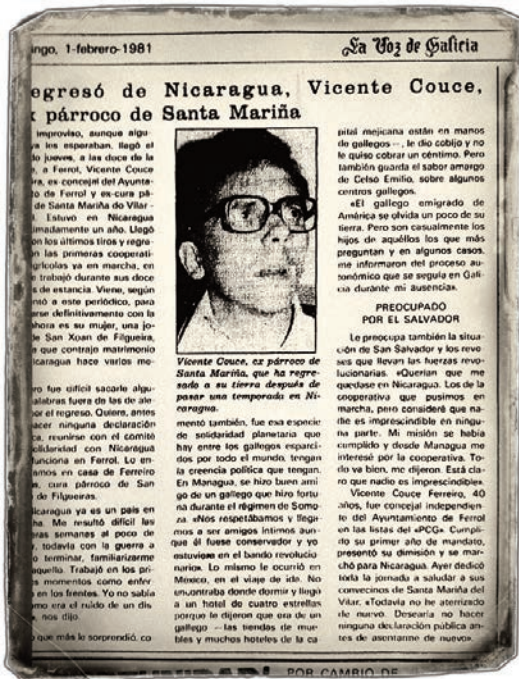 ingo, 1-febrero-1981
La Voz de Galicia
egresó de Nicaragua, Vicente Couce,
x párroco de Santa Mariña
improviso, aunque algu-
ya les esperaban, llegó el
do jueves, a las doce de la
e, a Ferrol, Vicente Couce
ira, ex-concejal del Ayunta-
to de Ferrol y ex-cura pá-
de Santa Mariña do Vilar -
l. Estuvo en Nicaragua
imadamente un año. Llegó
on los últimos tiros y regre-
on las primeras cooperati-
grícolas ya en marcha, en
e trabajó durante sus doce
s de estancia. Viene, según
ntó a este periódico, para
arse definitivamente con la
ahora es su mujer, una jo-
de San Xoan de Filgueira,
a que contrajo matrimonio
icaragua hace varios me-
ero fue difícil sacarle algu-
alabras fuera de las de ale-
por el regreso. Quiere, antes
acer ninguna declaración
ca, reunirse con el comité
olidaridad con Nicaragua
funciona en Ferrol. Lo en-
amos en casa de Ferreiro
a, cura párroco de San
de Filgueiras.
icaragua ya es un país en
ha. Me resultó difícil las
eras semanas al poco de
r, todavía con la guerra a
o terminar, familiarizarme
aquello. Trabajó en los pri-
s momentos como enfer-
en los frentes. Yo no sabía
omo era el ruido de un dis-
», nos dijo.
o que más le sorprendió, co-
Vicente Couce, ex párroco de
Santa Mariña, que ha regre-
sado a su tierra después de
pasar una temporada en Ni-
caragua.
mentó también, fue esa especie
de solidaridad planetaria que
hay entre los gallegos esparci-
dos por todo el mundo, tengan
la creencia política que tengan.
En Managua, se hizo buen ami-
go de un gallego que hizo fortu-
na durante el régimen de Somo-
za. «Nos respetábamos y llega-
mos a ser amigos íntimos aun-
que él fuese conservador y yo
estuviese en el bando revolucio-
nario». Lo mismo le ocurrió en
México, en el viaje de ida. No
encontraba donde dormir y llegó
a un hotel de cuatro estrellas
porque le dijeron que era de un
gallego —las tiendas de mue-
bles y muchos hoteles de la ca
pital mejicana están en manos
de gallegos—, le dio cobijo y no
le quiso cobrar un céntimo. Pero
también guarda el sabor amargo
de Celso Emilio, sobre algunos
centros gallegos.
«El gallego emigrado de
América se olvida un poco de su
tierra. Pero son casualmente los
hijos de aquéllos los que más
preguntan y en algunos casos,
me informaron del proceso au-
tonómico que se seguía en Gali-
cia durante mi ausencia».
PREOCUPADO
POR EL SALVADOR
Le preocupa también la situa-
ción de San Salvador y los reve-
ses que llevan las fuerzas revo-
lucionarias. «Querían que me
quedase en Nicaragua. Los de la
cooperativa que pusimos en
marcha, pero consideré que na-
die es imprescindible en ningu-
na parte. Mi misión se había
cumplido y desde Managua me
interesé por la cooperativa. To-
do va bien, me dijeron. Está cla-
ro que nadie es imprescindible».
Vicente Couce Ferreiro, 40
años, fue concejal independien-
te del Ayuntamiento de Ferrol
en las listas del «PCG». Cumpli-
do su primer año de mandato,
presentó su dimisión y se mar-
chó para Nicaragua. Ayer dedicó
toda la jornada a saludar a sus
convecinos de Santa Mariña del
Vilar. «Todavía no he aterrizado
de nuevo. Desearía no hacer
ninguna declaración pública an-
tes de asentarme de nuevo».
POR CAMBIO DE